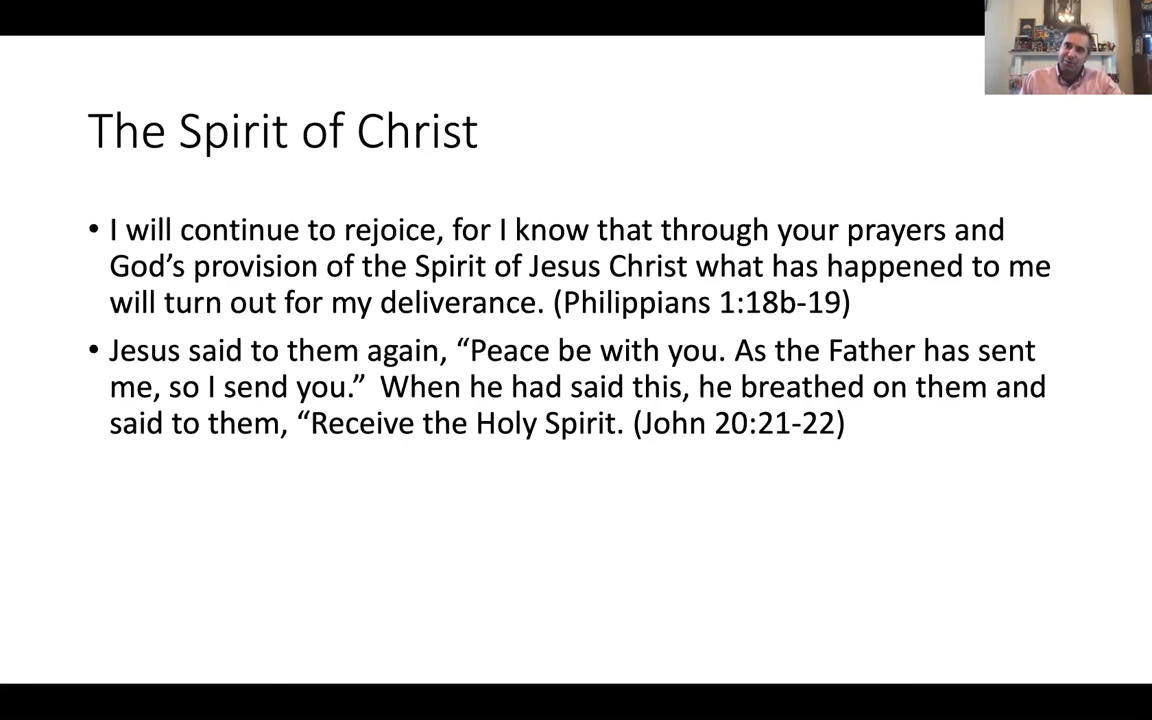 The Spirit of Christ
• I will continue to rejoice, for I know that through your prayers and
God’s provision of the Spirit of Jesus Christ what has happened to me
will turn out for my deliverance. (Philippians 1:18b-19)
• Jesus said to them again, “Peace be with you. As the Father has sent
me, so I send you.”  When he had said this, he breathed on them and
said to them, “Receive the Holy Spirit. (John 20:21-22)